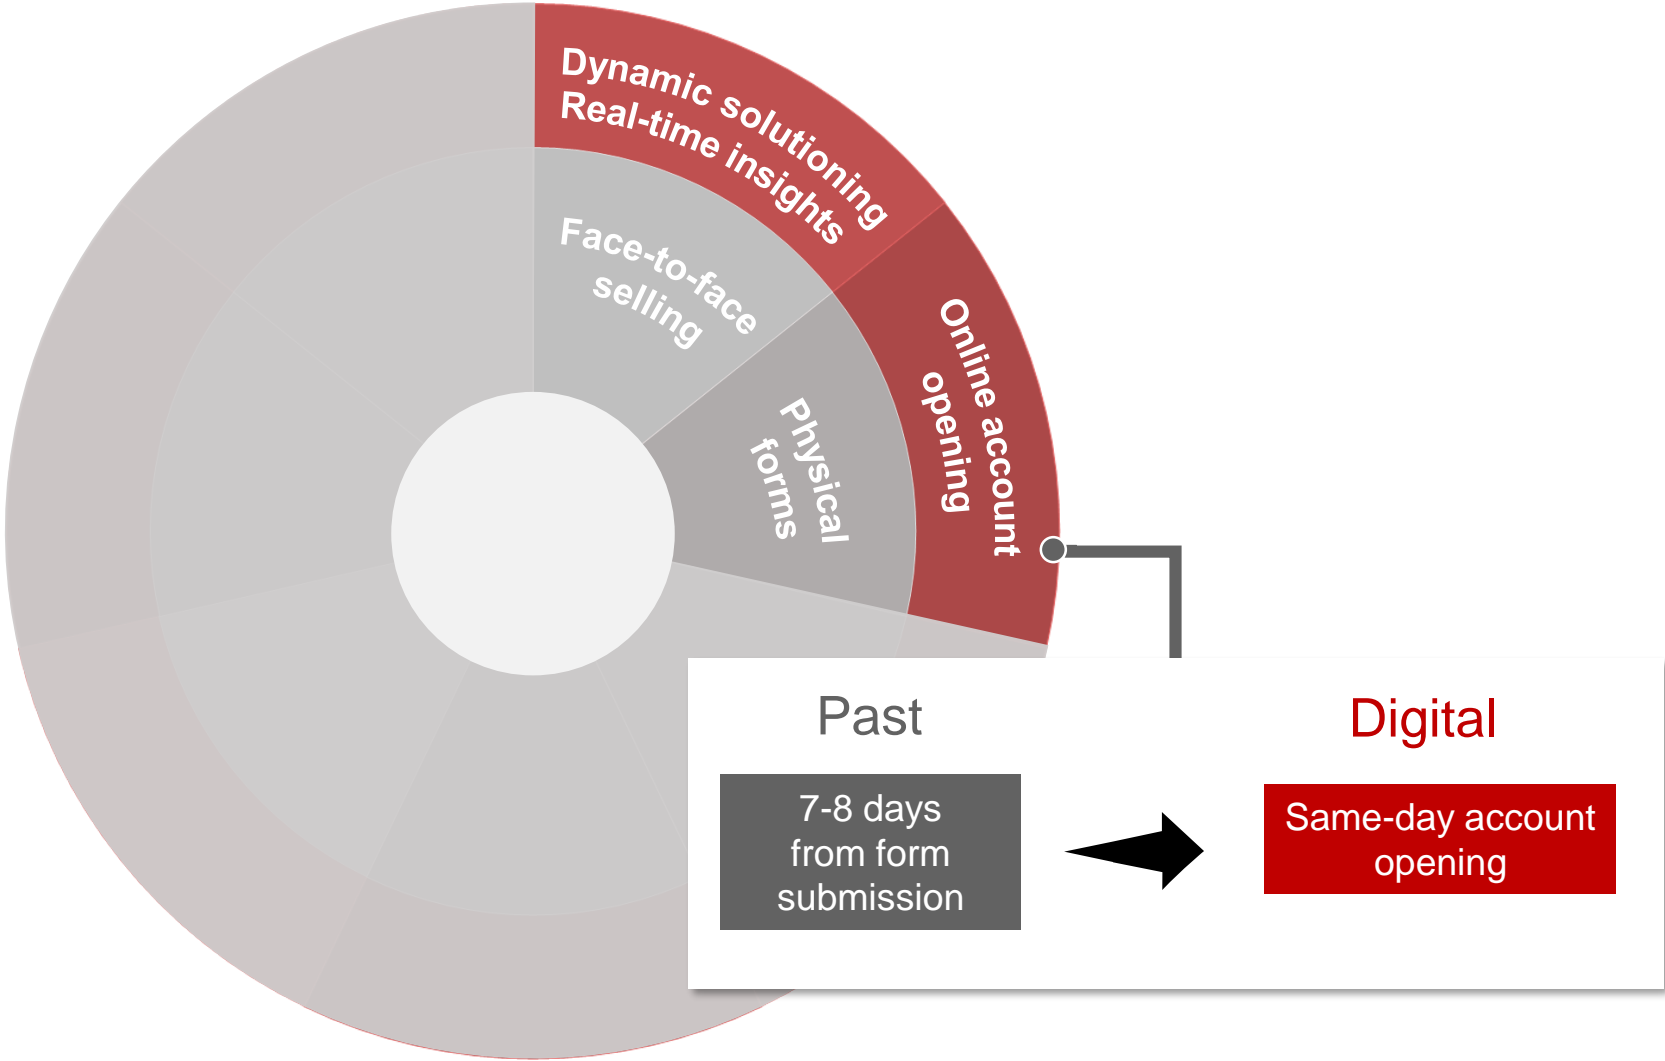 Dynamic solutioning
Real-time insights
Face-to-face
selling
Online account
opening
Physical
forms
Past
Digital
7-8 days
from form
submission
Same-day account
opening